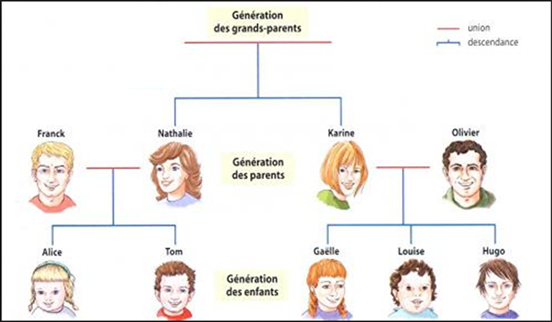 Génération
des grands-parents
union
descendance
Franck
Nathalie
Karine
Olivier
Génération
des parents
Alice
Tom
Gaëlle
Louise
Hugo
Génération
des enfants